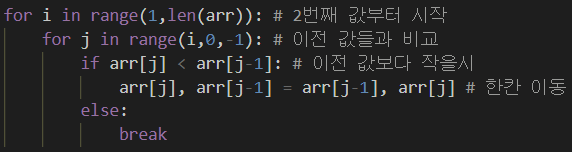 for i in range(1,len(arr)): # 2번째 값부터 시작
    for j in range(i,0,-1): # 이전 값들과 비교
        if arr[j] < arr[j-1]: # 이전 값보다 작을시
            arr[j], arr[j-1] = arr[j-1], arr[j] # 한칸 이동
        else:
            break